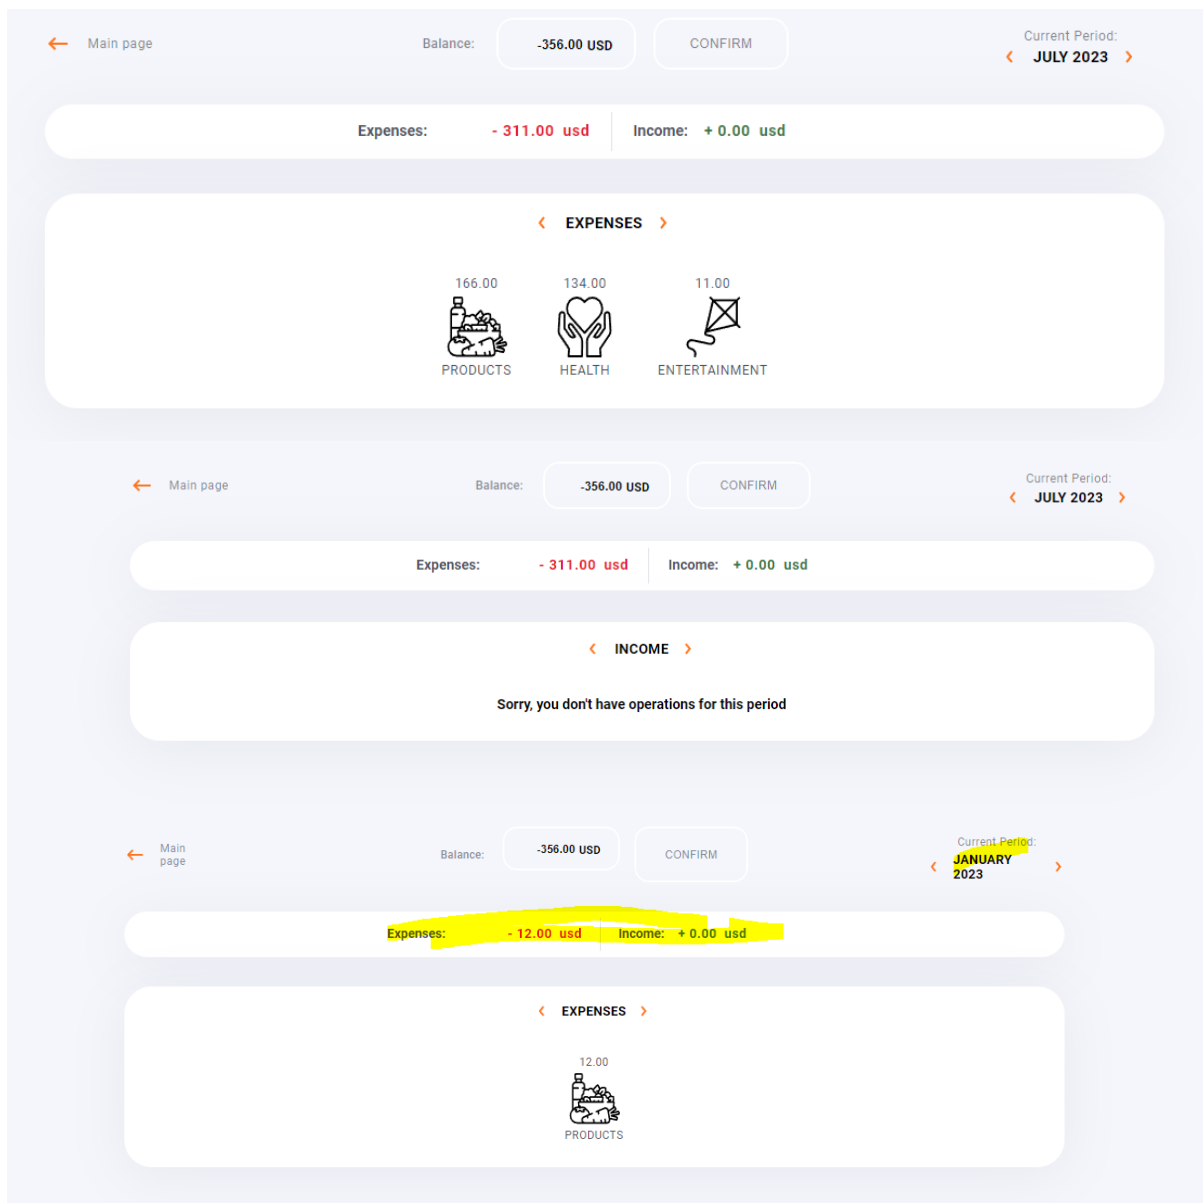 Main page Balance: -356.00 USD CONFIRM Current Period:
JULY 2023
Expenses: - 311.00 usd Income: + 0.00 usd
EXPENSES
166.00 134.00 11.00
PRODUCTS HEALTH ENTERTAINMENT
Main page Balance: -356.00 USD CONFIRM Current Period:
JULY 2023
Expenses: - 311.00 usd Income: + 0.00 usd
INCOME
Sorry, you don't have operations for this period
Main
page
Balance: -356.00 USD CONFIRM
Current Period:
JANUARY
2023
Expenses: - 12.00 usd Income: + 0.00 usd
EXPENSES
12.00
PRODUCTS